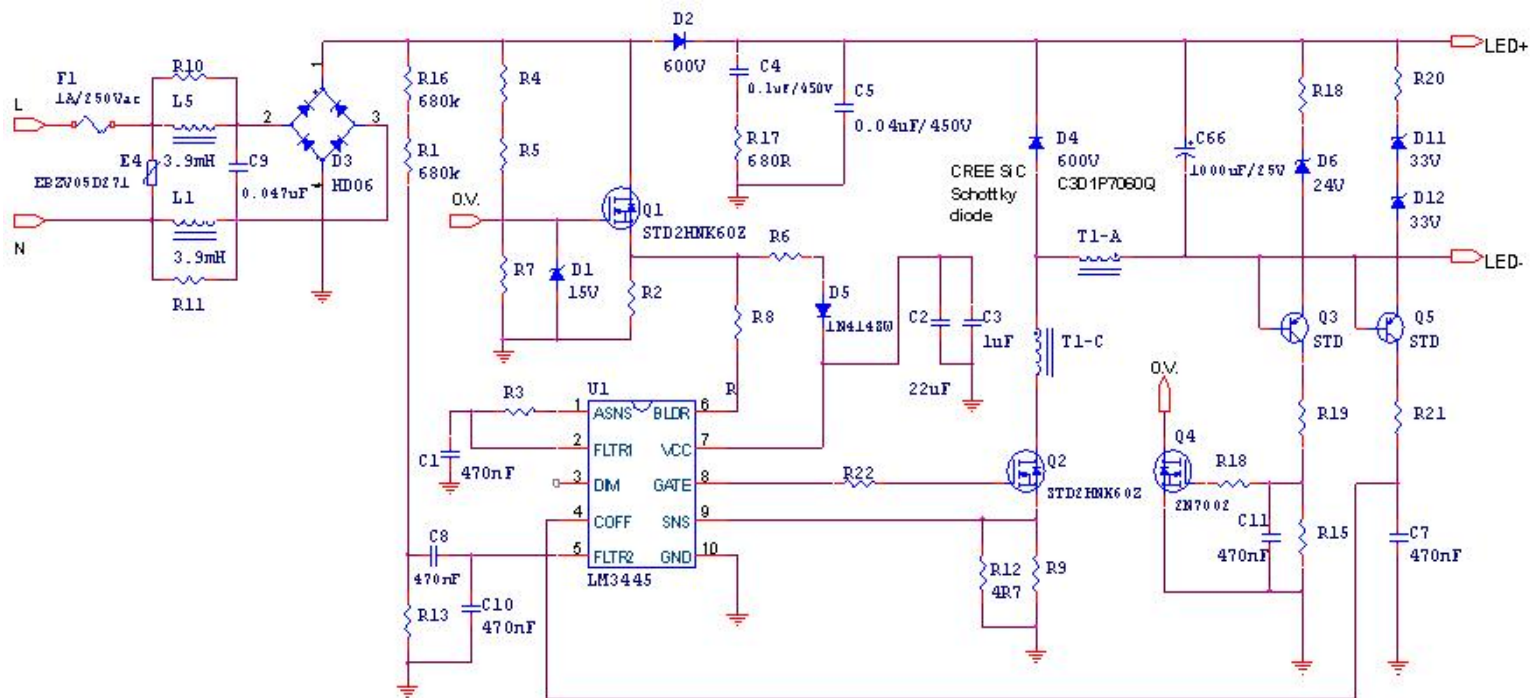 D2
600V
LED+
F1
1A/250Vac
R10
L5
L
1
2
3
R16
680k
R4
C4
0.1uF/450V
C5
0.04uF/450V
R17
680R
D4
600V
C3D1P7060Q
CREE SiC
Schottky
diode
C66
1000uF/25V
R18
D6
24V
R20
D11
33V
D12
33V
E4
3.9mH
C9
0.047uF
D3
HD06
4
R1
680k
R5
L1
N
3.9mH
R11
O.V.
Q1
STD2HNK60Z
R7
D1
15V
R2
R6
R8
D5
1N4148W
C2
22uF
C3
1uF
T1-A
T1-C
LED-
Q3
STD
Q5
STD
O.V.
R19
R21
R
R3
U1
1
ASNS
BLDR
6
2
FLTR1
VCC
7
3
DIM
GATE
8
4
COFF
SNS
9
5
FLTR2
GND
10
LM3445
C1
470nF
R22
Q2
STD2HNK60Z
Q4
2N7002
R18
C11
470nF
R15
C7
470nF
C8
470nF
R13
C10
470nF
R12
4R7
R9